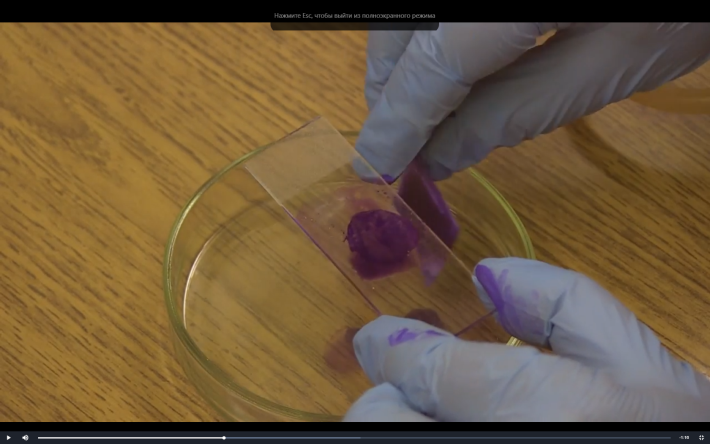 Нажмите Esc, чтобы выйти из полноэкранного режима